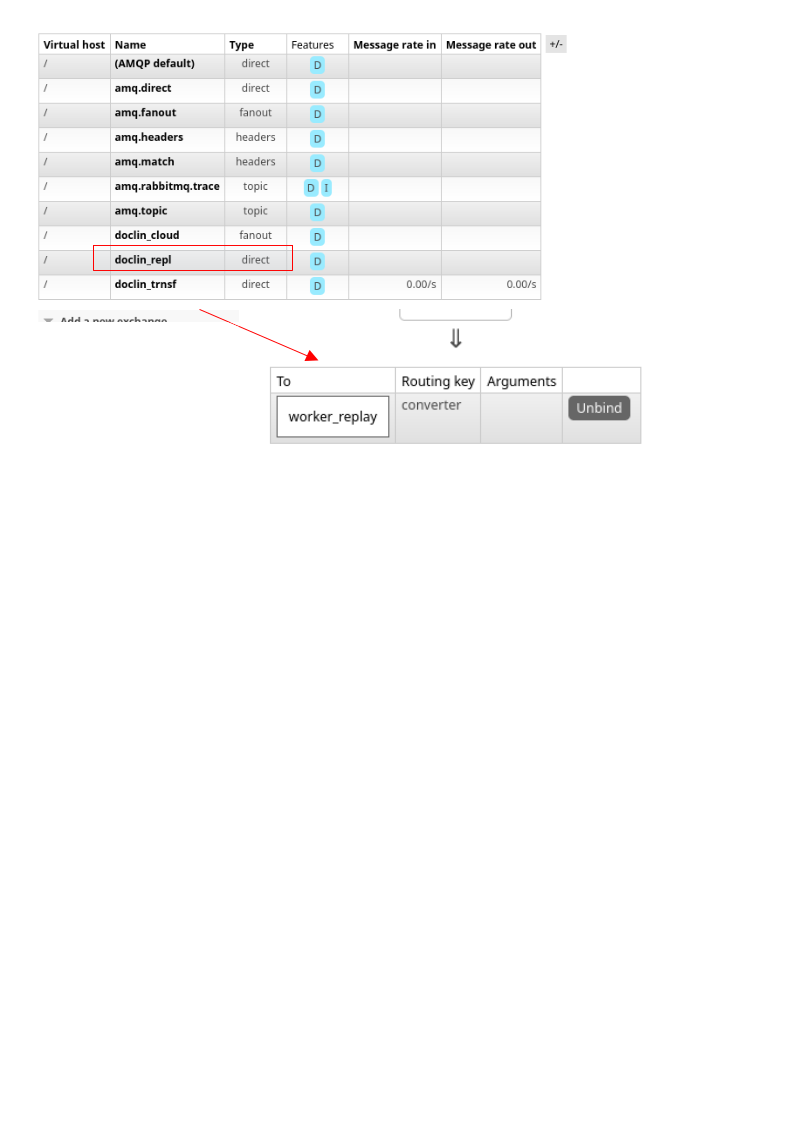 Virtual host Name Type Features Message rate in Message rate out +/-
/ (AMQP default) direct D
/ amq.direct direct D
/ amq.fanout fanout D
/ amq.headers headers D
/ amq.match headers D
/ amq.rabbitmq.trace topic D I
/ amq.topic topic D
/ doclin_cloud fanout D
/ doclin_repl direct D
/ doclin_trnsf direct D 0.00/s 0.00/s
Add a new exchange
To Routing key Arguments
worker_replay converter Unbind